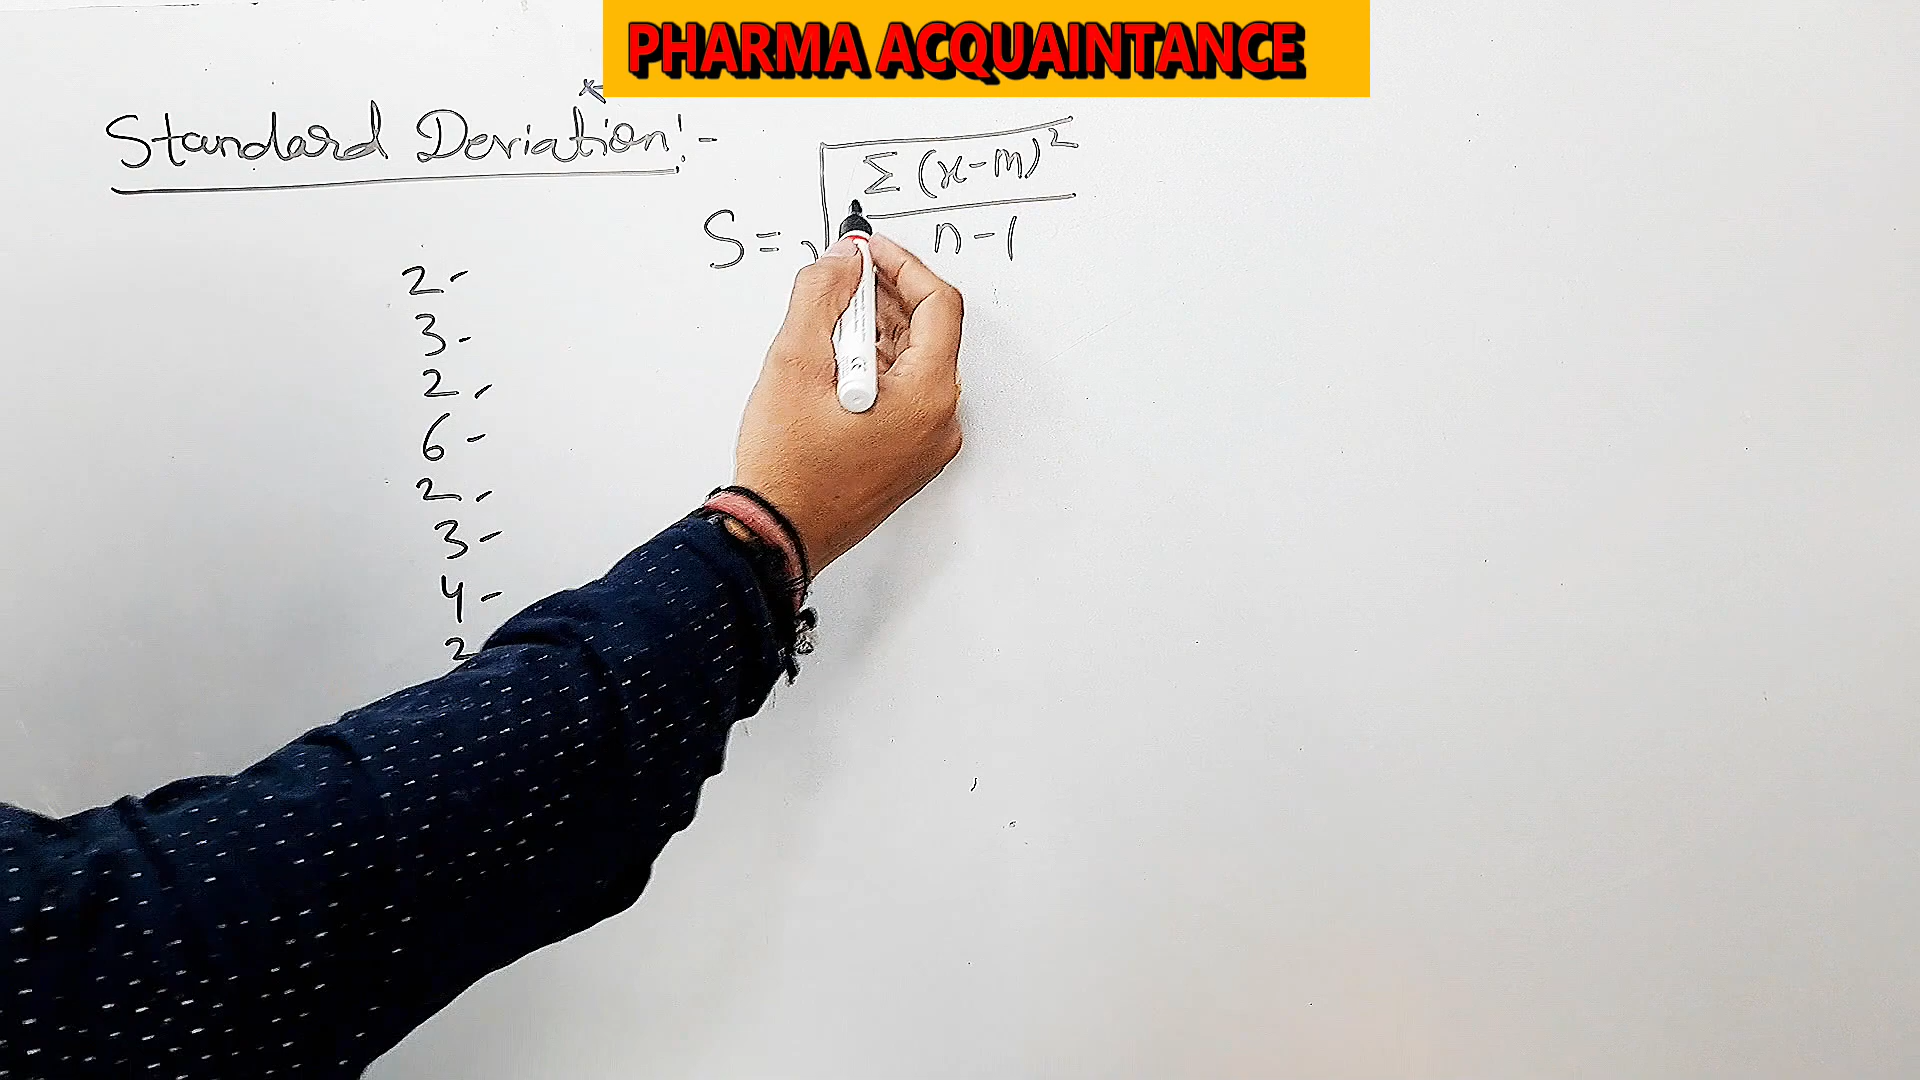 PHARMA ACQUAINTANCE
Standard Deviation :-
S = √ Σ (x-m)²
n-1
2 -
3 -
2 -
6 -
2 -
3 -
4 -
2